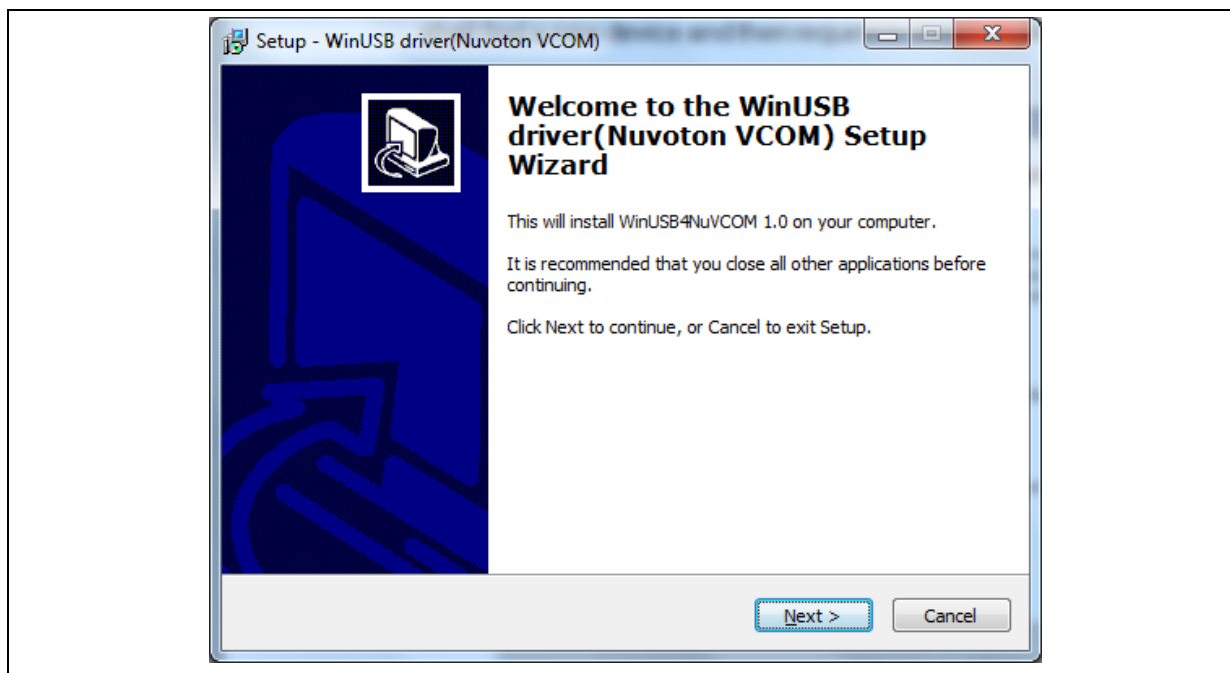 Setup - WinUSB driver(Nuvoton VCOM)
Welcome to the WinUSB
driver(Nuvoton VCOM) Setup
Wizard
This will install WinUSB4NuVCOM 1.0 on your computer.
It is recommended that you close all other applications before
continuing.
Click Next to continue, or Cancel to exit Setup.
Next >
Cancel